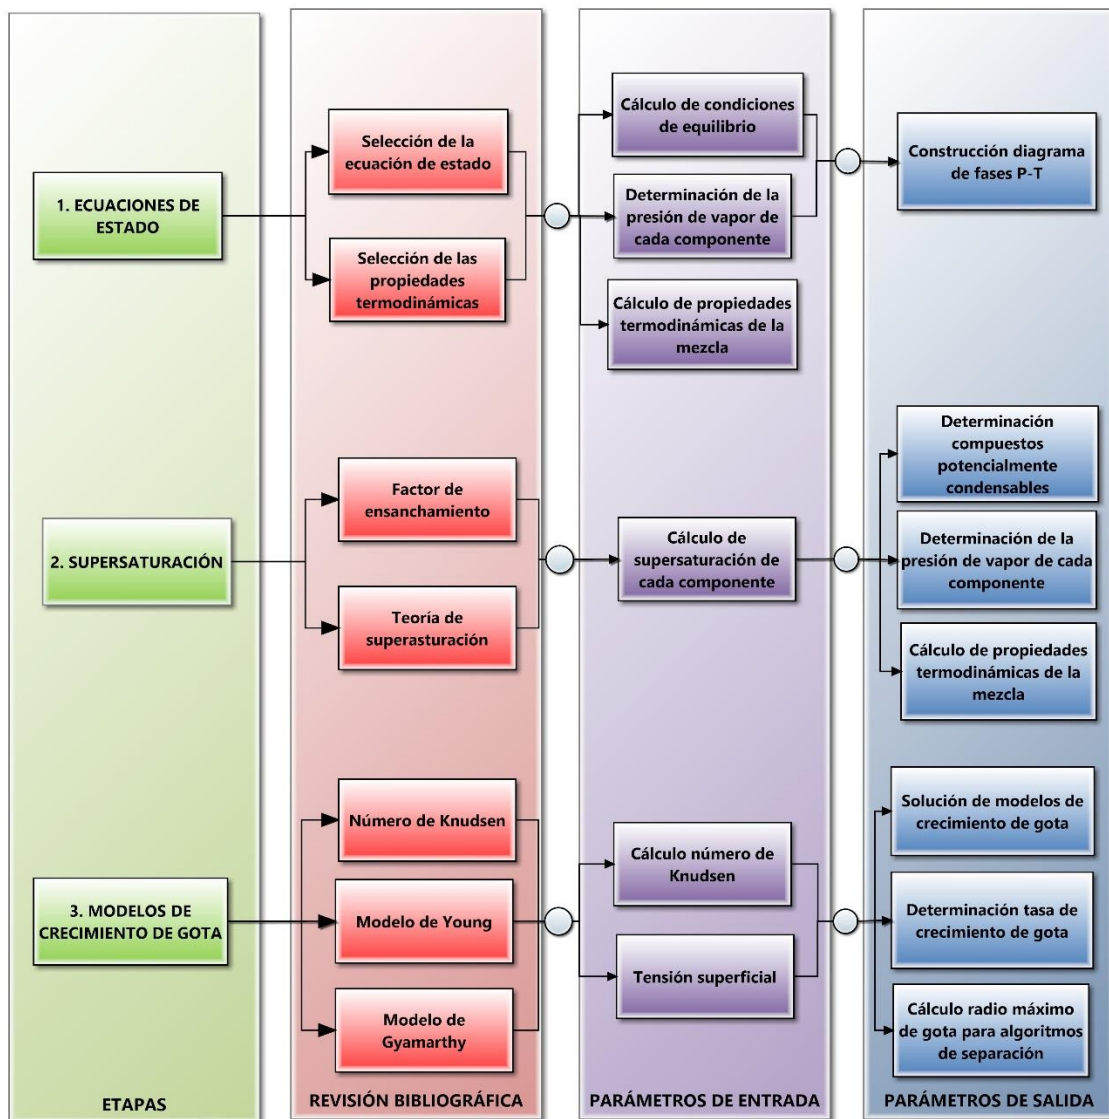 1. ECUACIONES DE
ESTADO
Selección de la
ecuación de estado
Selección de las
propiedades
termodinámicas
Cálculo de condiciones
de equilibrio
Determinación de la
presión de vapor de
cada componente
Cálculo de propiedades
termodinámicas de la
mezcla
Construcción diagrama
de fases P-T
2. SUPERSATURACIÓN
Factor de
ensanchamiento
Teoría de
superasturación
Cálculo de
supersaturación de
cada componente
Determinación
compuestos
potencialmente
condensables
Determinación de la
presión de vapor de cada
componente
Cálculo de propiedades
termodinámicas de la
mezcla
3. MODELOS DE
CRECIMIENTO DE GOTA
Número de Knudsen
Modelo de Young
Modelo de
Gyamarthy
Cálculo número de
Knudsen
Tensión superficial
Solución de modelos de
crecimiento de gota
Determinación tasa de
crecimiento de gota
Cálculo radio máximo
de gota para algoritmos
de separación
ETAPAS
REVISIÓN BIBLIOGRÁFICA
PARÁMETROS DE ENTRADA
PARÁMETROS DE SALIDA